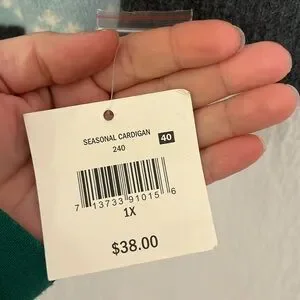 SEASONAL CARDIGAN 40
240
7 13733 91015 6
1X
$38.00